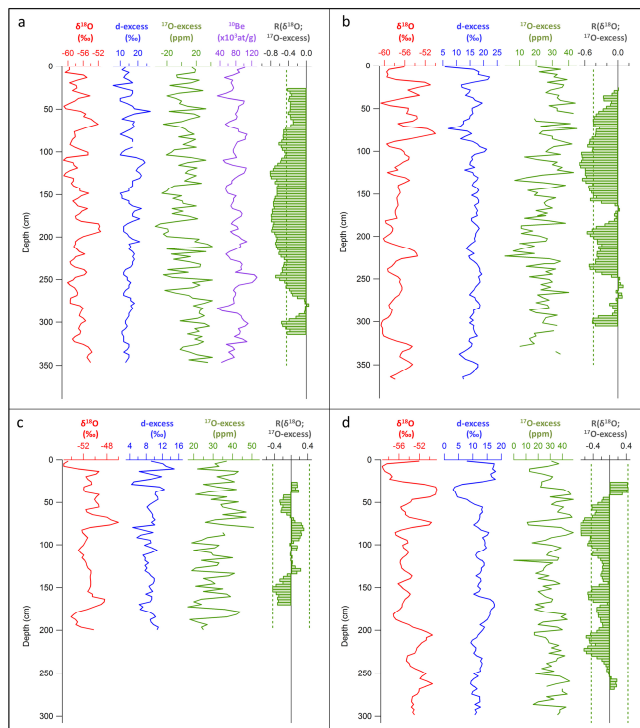 a
δ¹⁸O d-excess ¹⁷O-excess ¹⁰Be R(δ¹⁸O;
(‰) (‰) (ppm) (x10³at/g) ¹⁷O-excess)
-60 -56 -52 10 20 -20 0 20 40 40 80 120 -0.8 -0.4 0.0
0
50
100
150
200
250
300
350
Depth (cm)
b
δ¹⁸O d-excess ¹⁷O-excess R(δ¹⁸O;
(‰) (‰) (ppm) ¹⁷O-excess)
-60 -56 -52 5 10 15 20 25 10 20 30 40 -0.6 0.0
0
50
100
150
200
250
300
350
Depth (cm)
c
δ¹⁸O d-excess ¹⁷O-excess R(δ¹⁸O;
(‰) (‰) (ppm) ¹⁷O-excess)
-52 -48 4 8 12 16 20 30 40 50 -0.4 0.4
0
50
100
150
200
250
300
Depth (cm)
d
δ¹⁸O d-excess ¹⁷O-excess R(δ¹⁸O;
(‰) (‰) (ppm) ¹⁷O-excess)
-56 -52 0 5 10 15 20 0 10 20 30 40 -0.4 0.4
0
50
100
150
200
250
300
Depth (cm)